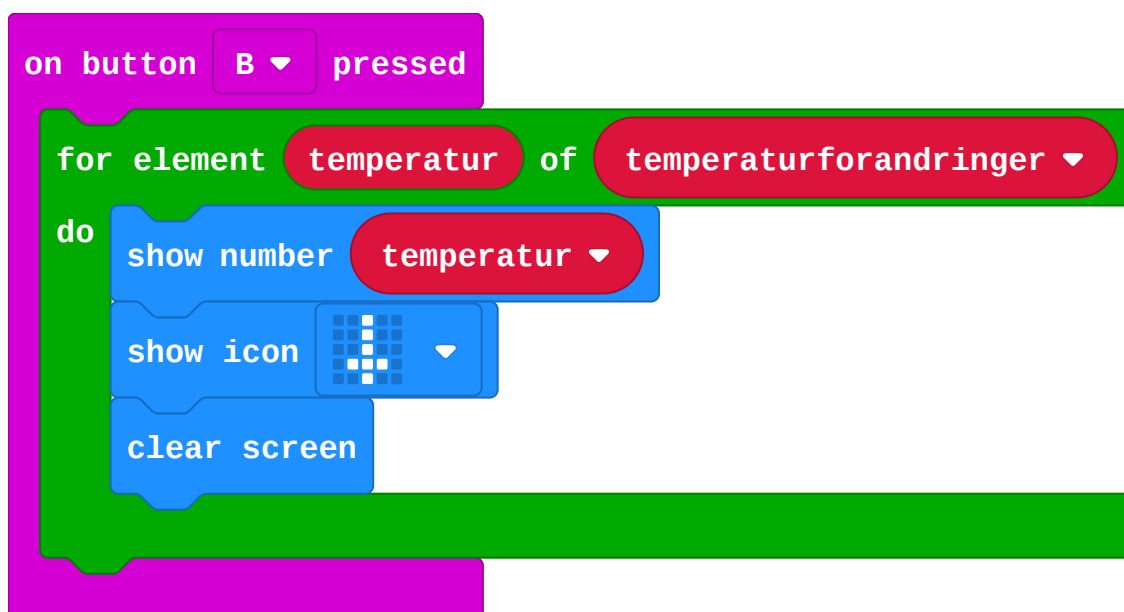 on button B pressed
for element temperatur of temperaturforandringer
do
show number temperatur
show icon
clear screen